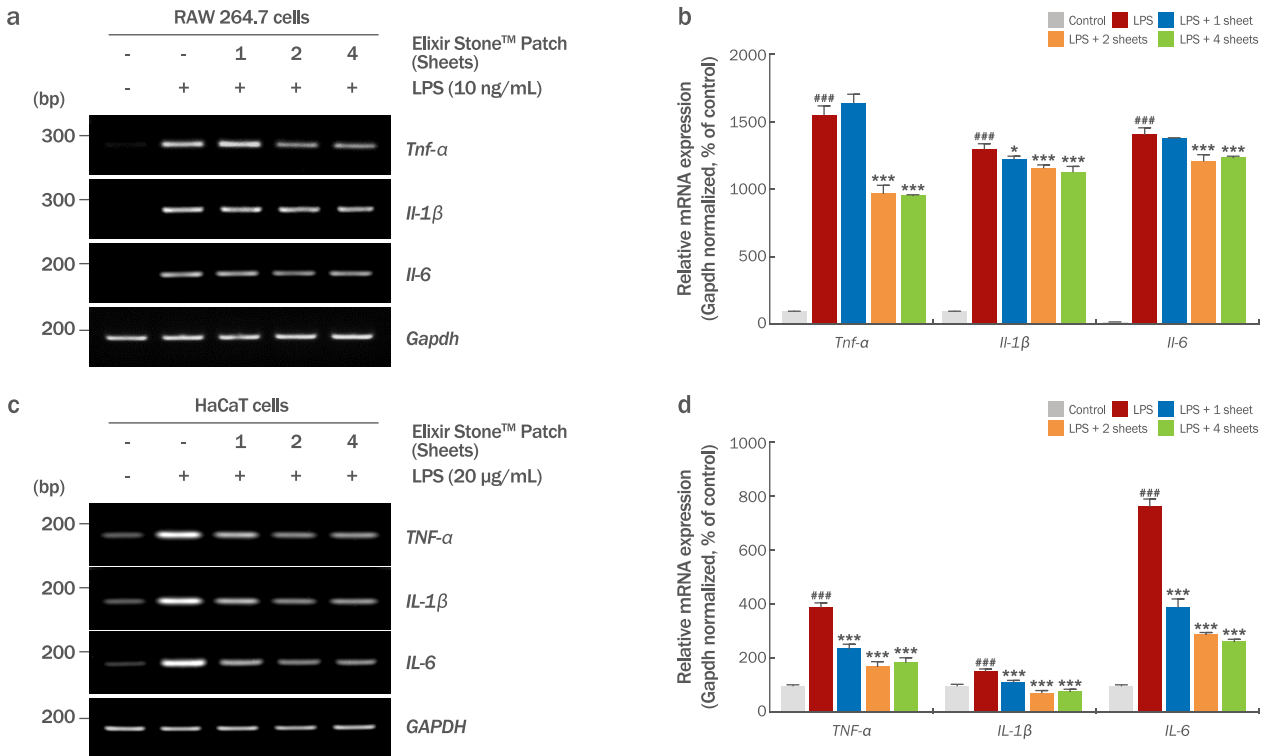 a
RAW 264.7 cells
- - 1 2 4 Elixir Stone™ Patch
(Sheets)
- + + + + LPS (10 ng/mL)
(bp)
300 Tnf-α
300 Il-1β
200 Il-6
200 Gapdh
b
Control LPS LPS + 1 sheet
LPS + 2 sheets LPS + 4 sheets
Relative mRNA expression
(Gapdh normalized, % of control)
2000
1500
1000
500
0
### *** ***
### * *** ***
### *** ***
Tnf-α Il-1β Il-6
c
HaCaT cells
- - 1 2 4 Elixir Stone™ Patch
(Sheets)
- + + + + LPS (20 µg/mL)
(bp)
200 TNF-α
200 IL-1β
200 IL-6
200 GAPDH
d
Control LPS LPS + 1 sheet
LPS + 2 sheets LPS + 4 sheets
Relative mRNA expression
(Gapdh normalized, % of control)
1000
800
600
400
200
0
### *** *** ***
### *** *** ***
### *** *** ***
TNF-α IL-1β IL-6